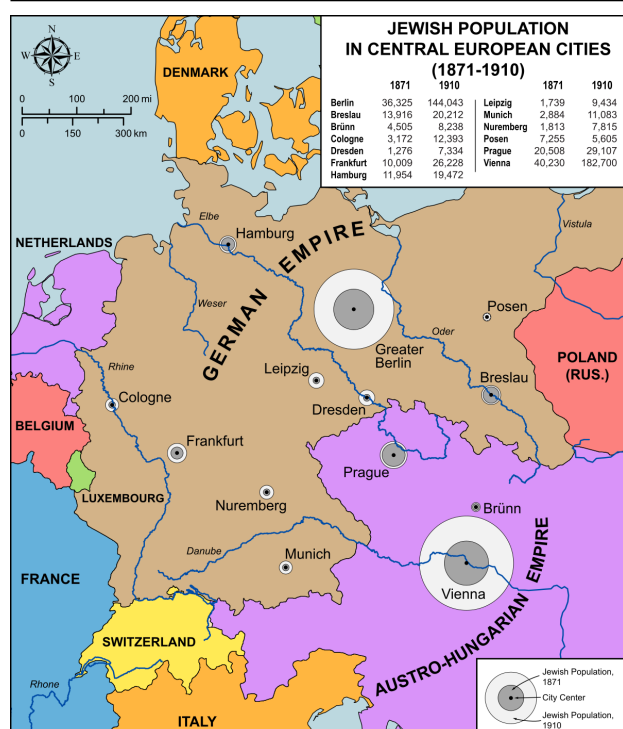 JEWISH POPULATION
IN CENTRAL EUROPEAN CITIES
(1871-1910)
1871 1910 1871 1910
Berlin 36,325 144,043 Leipzig 1,739 9,434
Breslau 13,916 20,212 Munich 2,884 11,083
Brünn 4,505 8,238 Nuremberg 1,813 7,815
Cologne 3,172 12,393 Posen 7,255 5,605
Dresden 1,276 7,334 Prague 20,508 29,107
Frankfurt 10,009 26,228 Vienna 40,230 182,700
Hamburg 11,954 19,472
N
W E
S
0 100 200 mi
0 150 300 km
DENMARK
Elbe
Hamburg
Vistula
NETHERLANDS
GERMAN EMPIRE
Weser
Posen
Oder
Greater
Berlin
POLAND
(RUS.)
Rhine
Leipzig
Cologne
Dresden
Breslau
BELGIUM
Frankfurt
Prague
LUXEMBOURG
Nuremberg
Brünn
Danube
Munich
FRANCE
Vienna
AUSTRO-HUNGARIAN EMPIRE
SWITZERLAND
Rhone
ITALY
Jewish Population,
1871
City Center
Jewish Population,
1910